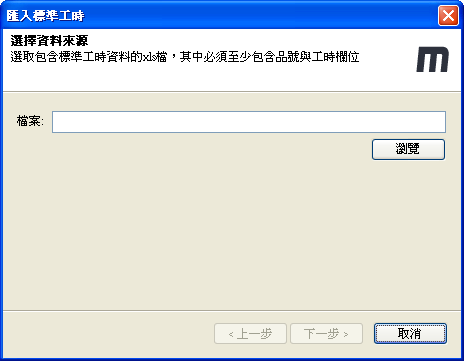 匯入標準工時
選擇資料來源
選取包含標準工時資料的xls檔，其中必須至少包含品號與工時欄位
m
檔案:
瀏覽
< 上一步
下一步 >
取消